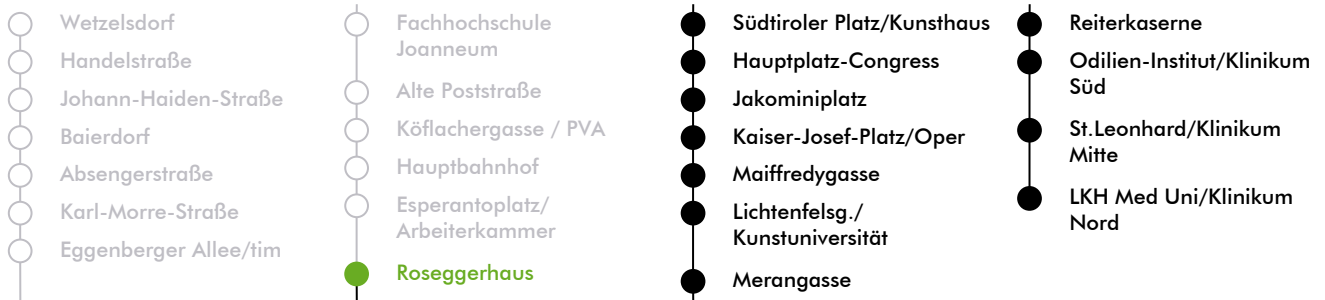 Wetzelsdorf
Handelstraße
Johann-Haiden-Straße
Baierdorf
Absengerstraße
Karl-Morre-Straße
Eggenberger Allee/tim
Fachhochschule
Joanneum
Alte Poststraße
Köflachergasse / PVA
Hauptbahnhof
Esperantoplatz/
Arbeiterkammer
Roseggerhaus
Südtiroler Platz/Kunsthaus
Hauptplatz-Congress
Jakominiplatz
Kaiser-Josef-Platz/Oper
Maiffredygasse
Lichtenfelsg./
Kunstuniversität
Merangasse
Reiterkaserne
Odilien-Institut/Klinikum
Süd
St.Leonhard/Klinikum
Mitte
LKH Med Uni/Klinikum
Nord